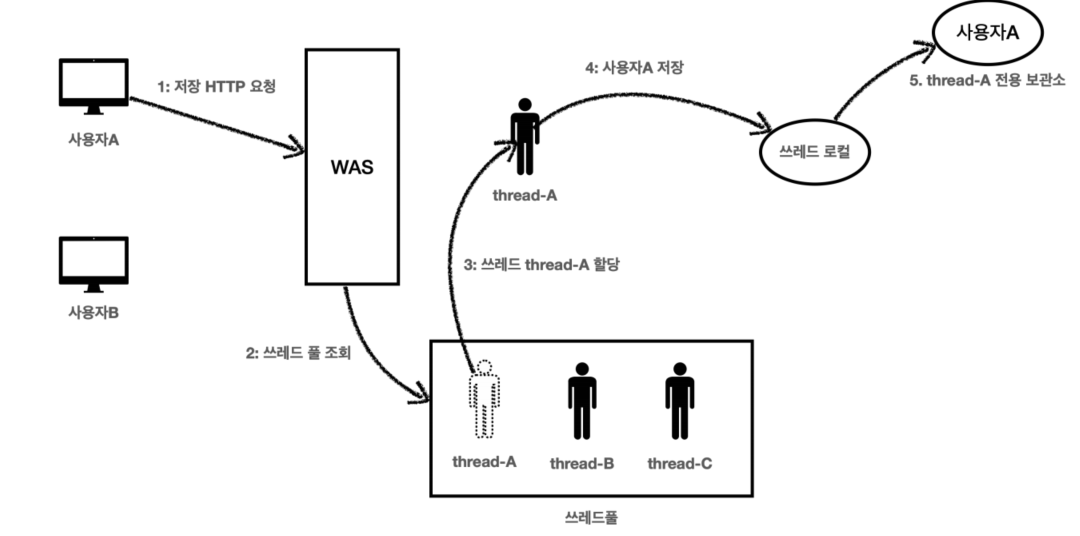 사용자A
1: 저장 HTTP 요청
WAS
4: 사용자A 저장
사용자A
5. thread-A 전용 보관소
쓰레드 로컬
thread-A
3: 쓰레드 thread-A 할당
사용자B
2: 쓰레드 풀 조회
thread-A
thread-B
thread-C
쓰레드풀